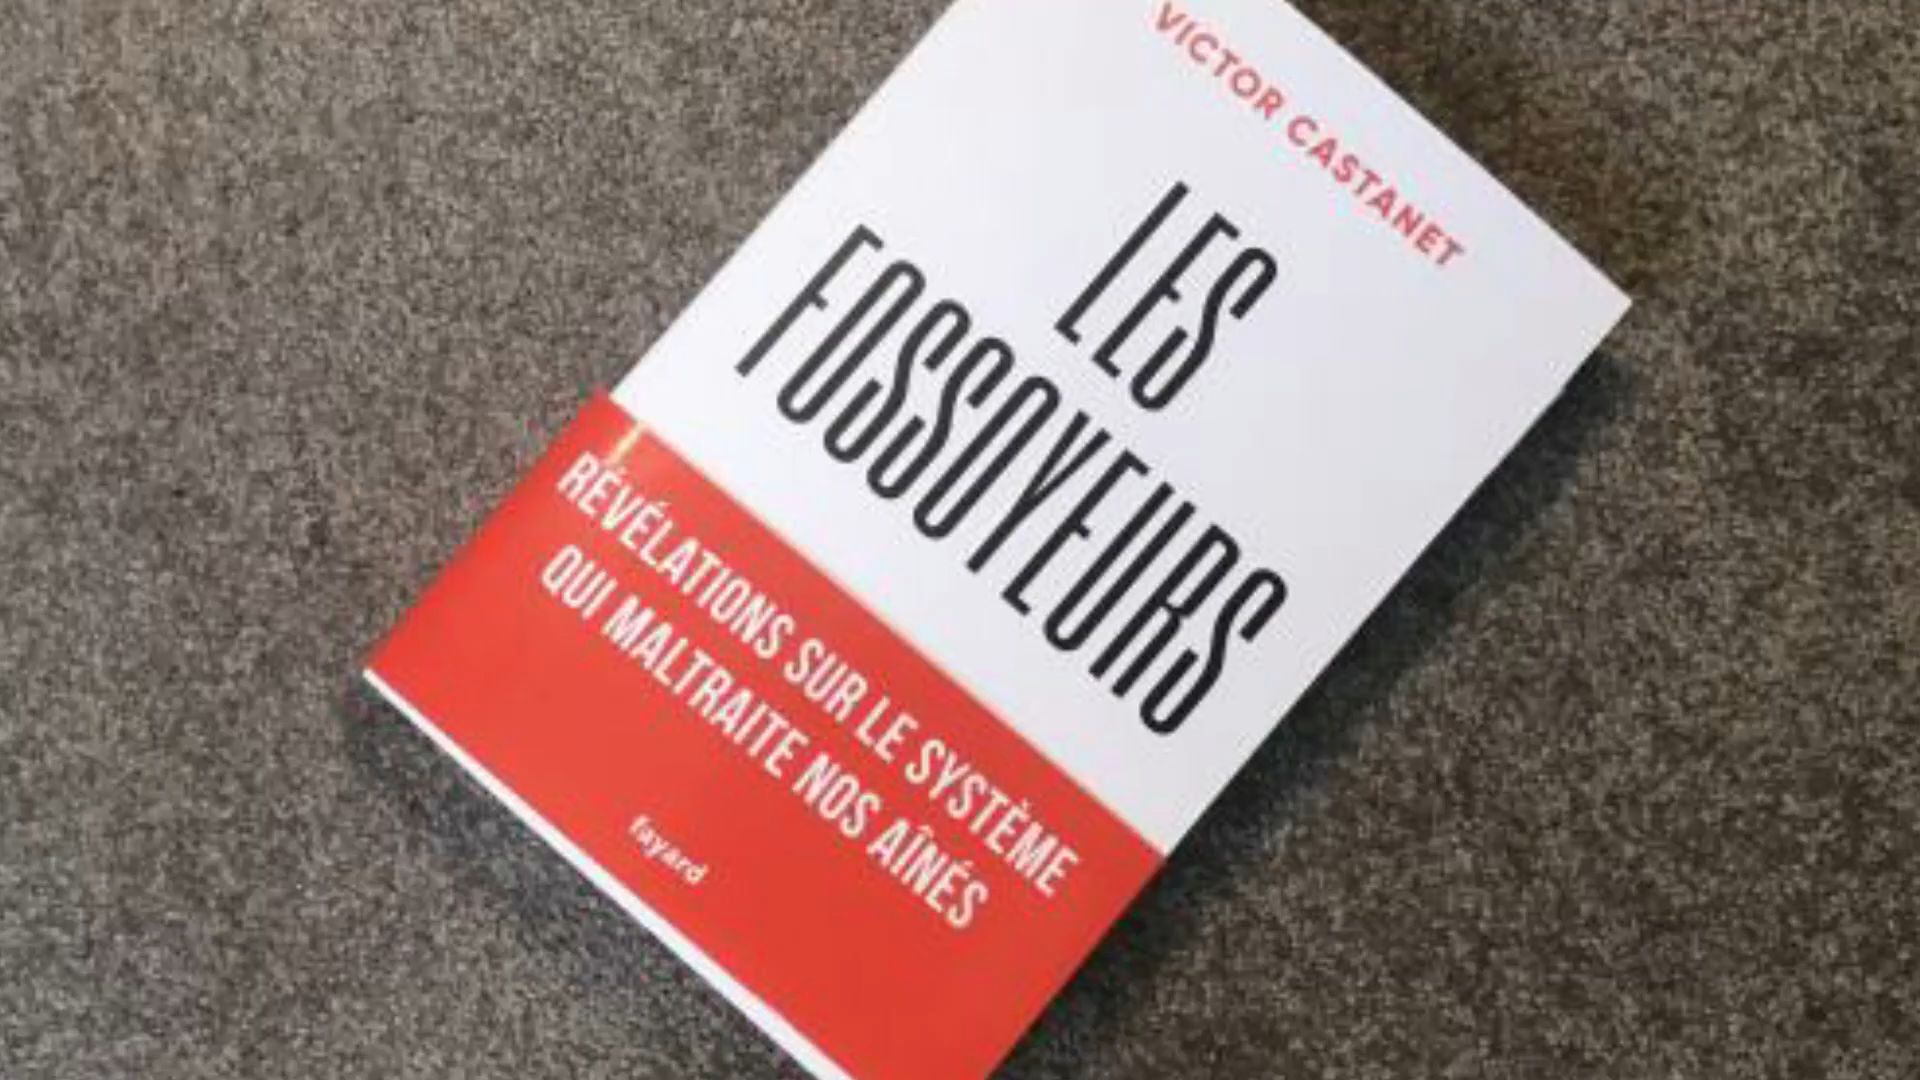 VICTOR CASTANET
LES
FOSSOYEURS
RÉVÉLATIONS SUR LE SYSTÈME
QUI MALTRAITE NOS AÎNÉS
fayard